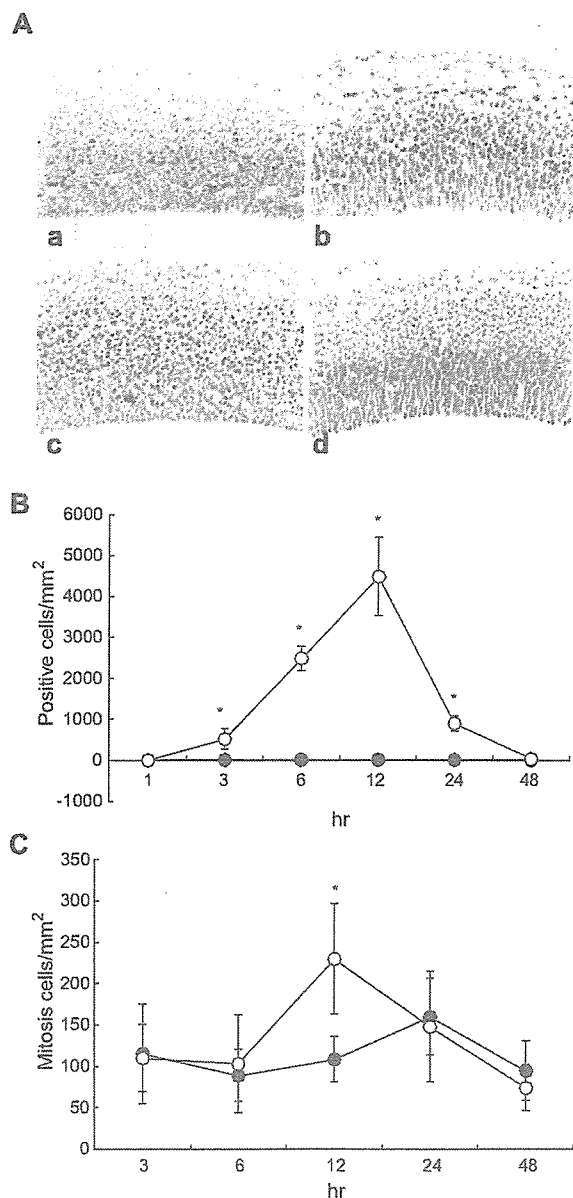 A
a
b
c
d
B
Positive cells/mm2
6000
5000
4000
3000
2000
1000
0
-1000
*
*
*
*
1 3 6 12 24 48
hr
C
Mitosis cells/mm2
350
300
250
200
150
100
50
0
*
3 6 12 24 48
hr